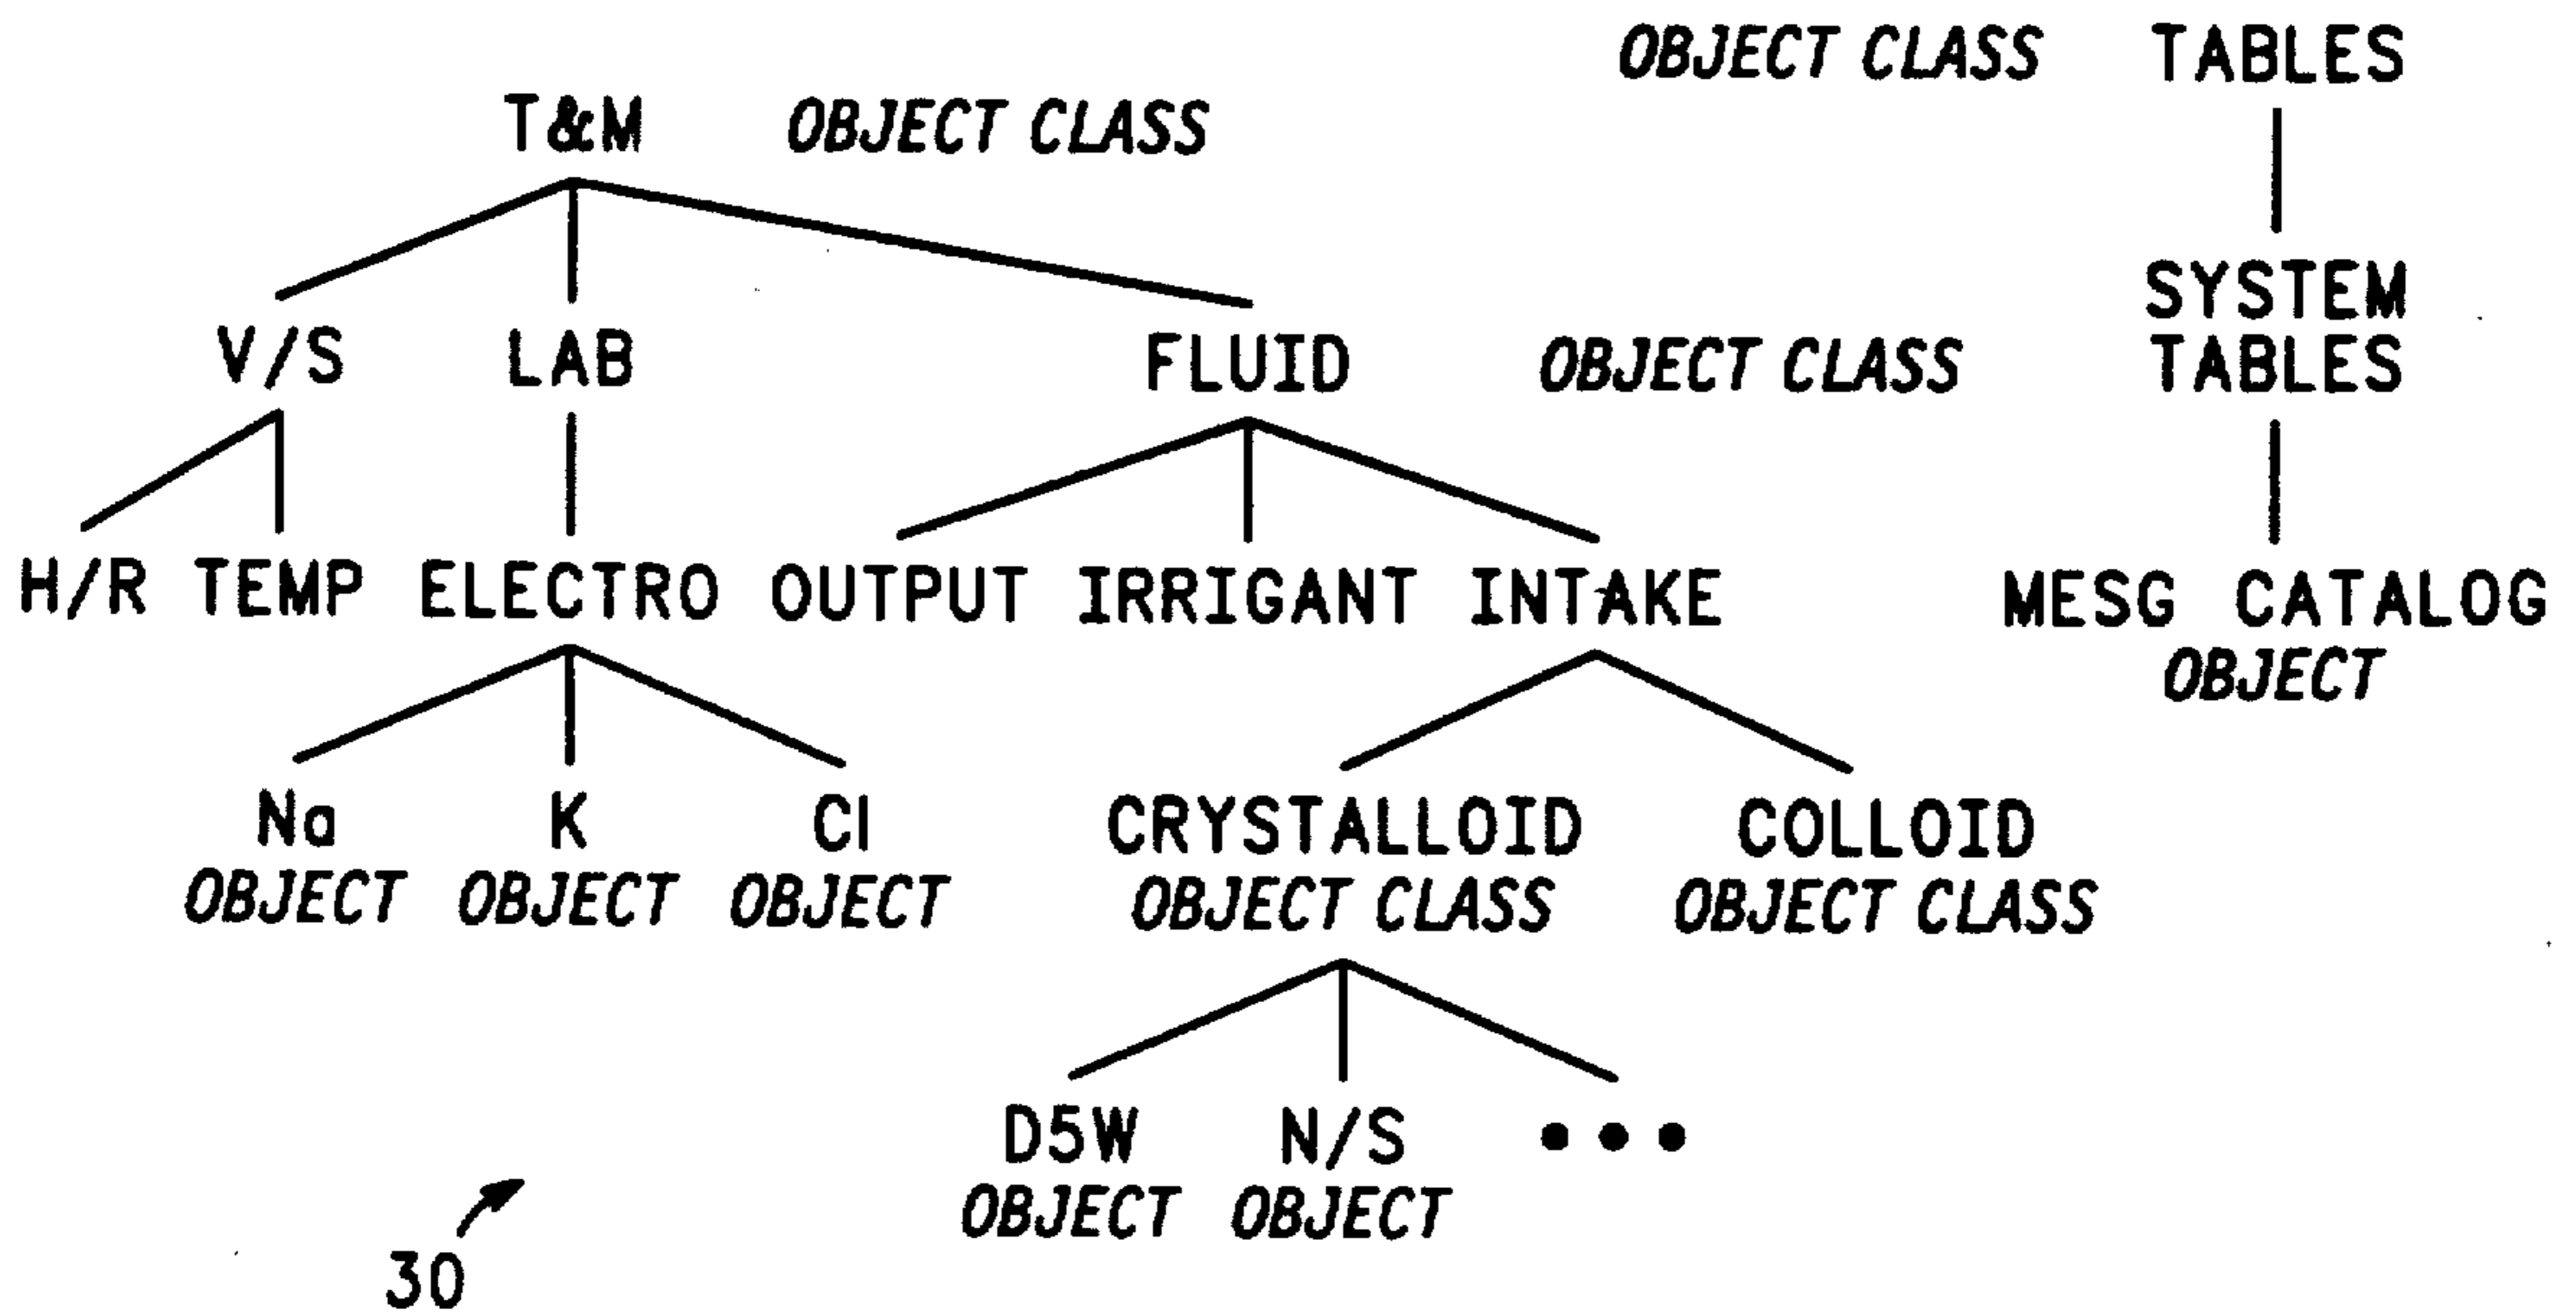 OBJECT CLASS TABLES
T&M OBJECT CLASS
SYSTEM
V/S LAB FLUID OBJECT CLASS TABLES
H/R TEMP ELECTRO OUTPUT IRRIGANT INTAKE MESG CATALOG
OBJECT
Na K Cl CRYSTALLOID COLLOID
OBJECT OBJECT OBJECT OBJECT CLASS OBJECT CLASS
D5W N/S •••
OBJECT OBJECT
30